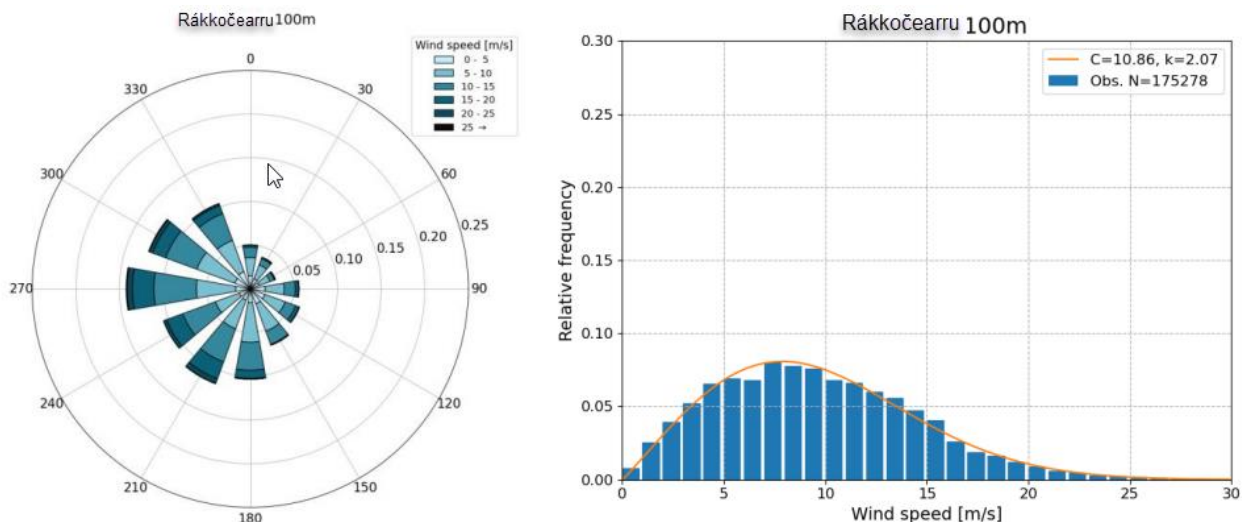 Rákkočearru 100m
Wind speed [m/s]
0 - 5
5 - 10
10 - 15
15 - 20
20 - 25
25 →
0
30
60
90
120
150
180
210
240
270
300
330
0.05
0.10
0.15
0.20
0.25
Rákkočearru 100m
C=10.86, k=2.07
Obs. N=175278
Relative frequency
0.30
0.25
0.20
0.15
0.10
0.05
0.00
0 5 10 15 20 25 30
Wind speed [m/s]